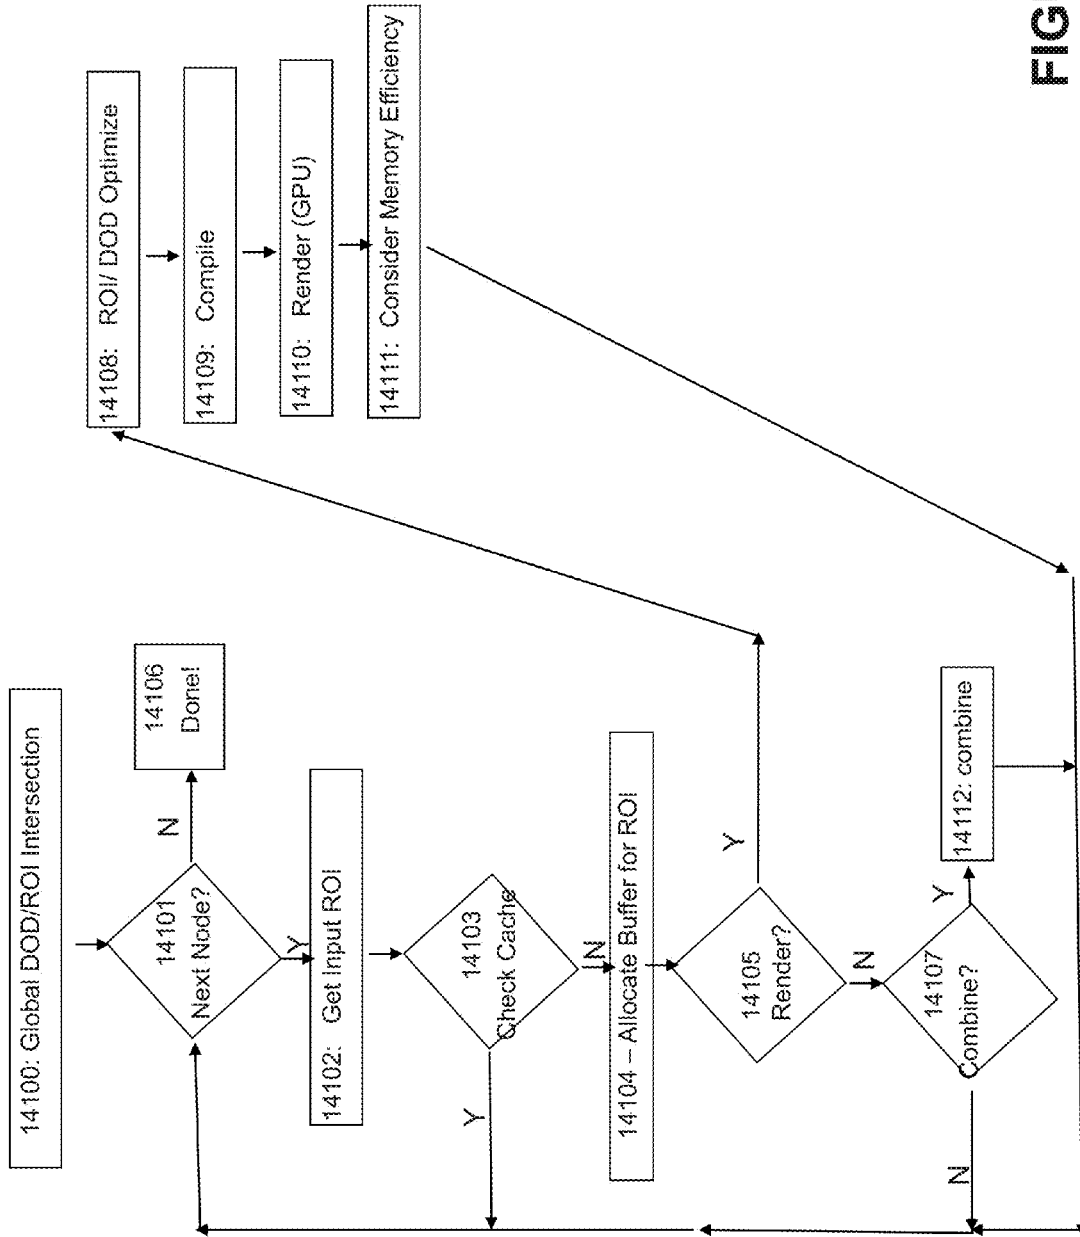 14100: Global DOD/ROI Intersection
14101
Next Node?
N
14106
Done!
Y
14102: Get Input ROI
14103
Check Cache
Y
N
14104 – Allocate Buffer for ROI
14105
Render?
Y
N
14107
Combine?
Y
N
14112: combine
14108: ROI/ DOD Optimize
14109: Compile
14110: Render (GPU)
14111: Consider Memory Efficiency
FIG